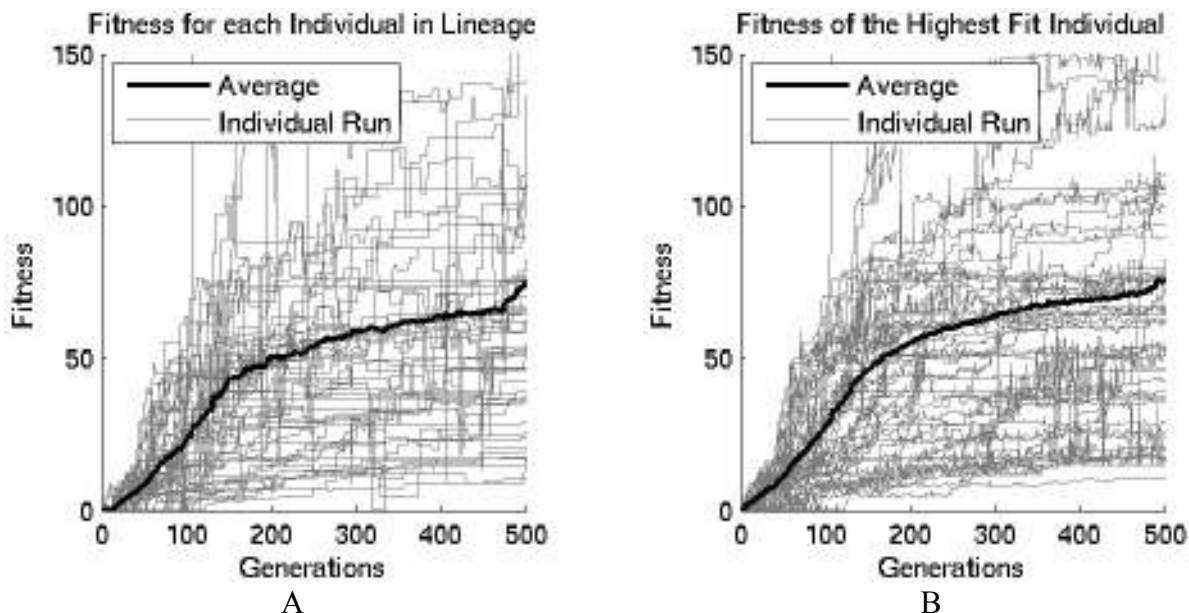 Fitness for each Individual in Lineage
150
100
50
0
Fitness
Average
Individual Run
0 100 200 300 400 500
Generations
A
Fitness of the Highest Fit Individual
150
100
50
0
Fitness
Average
Individual Run
0 100 200 300 400 500
Generations
B